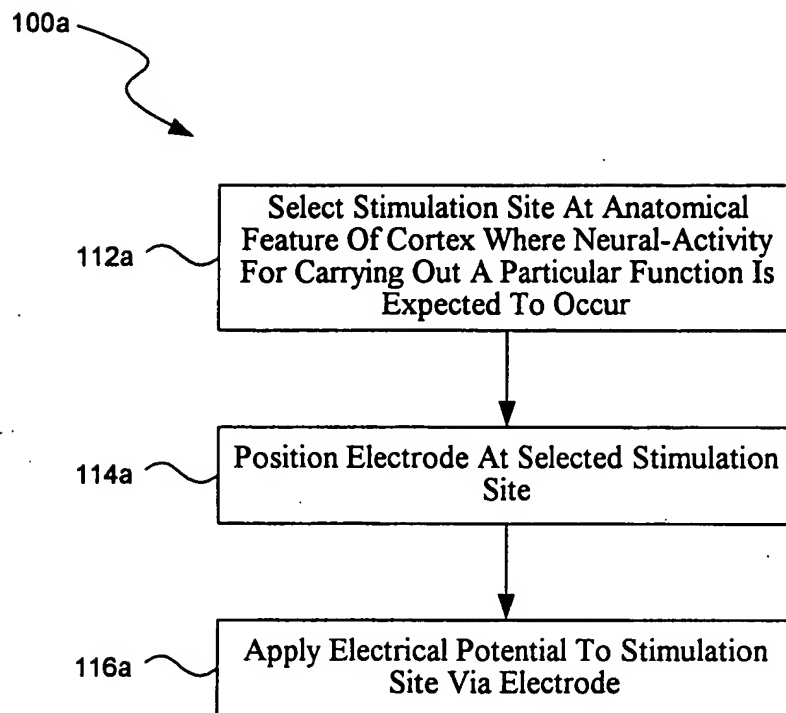 100a
Select Stimulation Site At Anatomical
Feature Of Cortex Where Neural-Activity
For Carrying Out A Particular Function Is
Expected To Occur
112a
Position Electrode At Selected Stimulation
Site
114a
Apply Electrical Potential To Stimulation
Site Via Electrode
116a